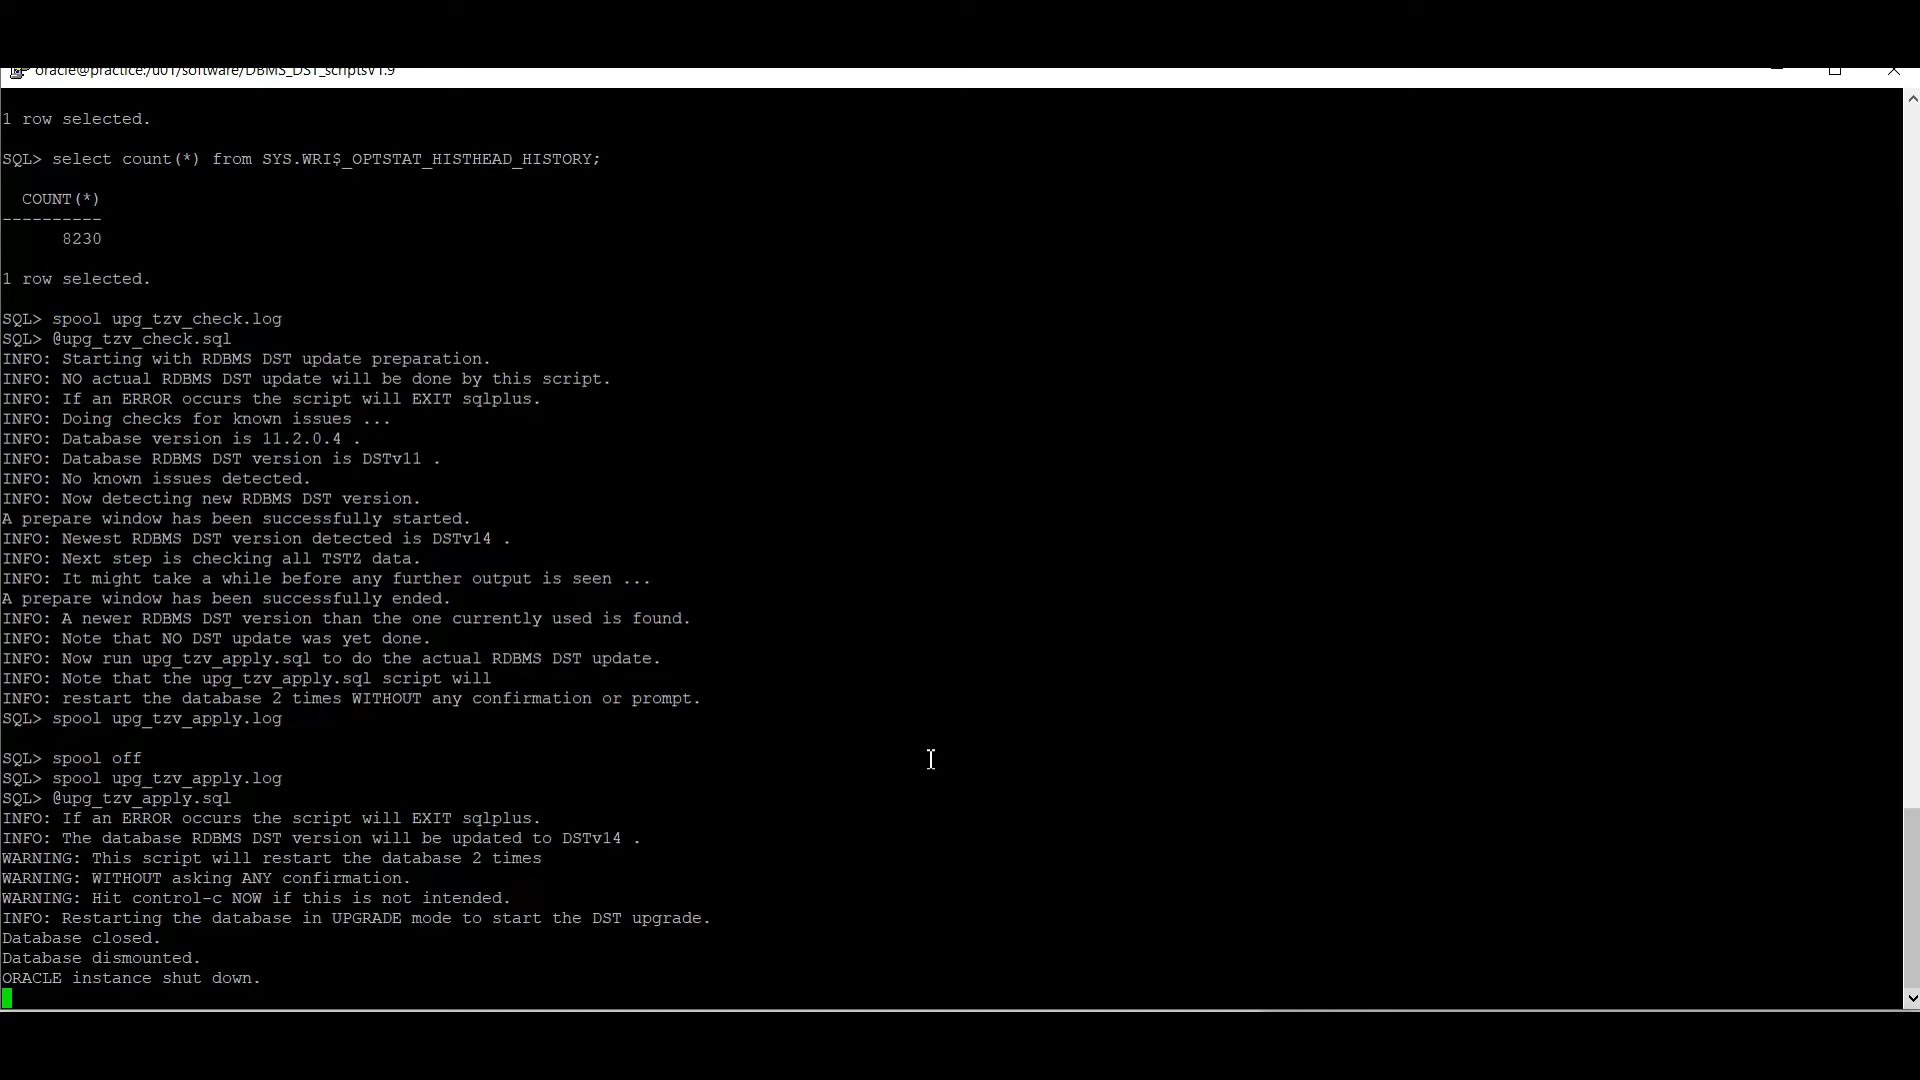 oracle@practice:/u01/software/DBMS_DST_scriptsV1.9
1 row selected.
SQL> select count(*) from SYS.WRI$_OPTSTAT_HISTHEAD_HISTORY;
COUNT(*)
----------
8230
1 row selected.
SQL> spool upg_tzv_check.log
SQL> @upg_tzv_check.sql
INFO: Starting with RDBMS DST update preparation.
INFO: NO actual RDBMS DST update will be done by this script.
INFO: If an ERROR occurs the script will EXIT sqlplus.
INFO: Doing checks for known issues ...
INFO: Database version is 11.2.0.4 .
INFO: Database RDBMS DST version is DSTv11 .
INFO: No known issues detected.
INFO: Now detecting new RDBMS DST version.
A prepare window has been successfully started.
INFO: Newest RDBMS DST version detected is DSTv14 .
INFO: Next step is checking all TSTZ data.
INFO: It might take a while before any further output is seen ...
A prepare window has been successfully ended.
INFO: A newer RDBMS DST version than the one currently used is found.
INFO: Note that NO DST update was yet done.
INFO: Now run upg_tzv_apply.sql to do the actual RDBMS DST update.
INFO: Note that the upg_tzv_apply.sql script will
INFO: restart the database 2 times WITHOUT any confirmation or prompt.
SQL> spool upg_tzv_apply.log
SQL> spool off
SQL> spool upg_tzv_apply.log
SQL> @upg_tzv_apply.sql
INFO: If an ERROR occurs the script will EXIT sqlplus.
INFO: The database RDBMS DST version will be updated to DSTv14 .
WARNING: This script will restart the database 2 times
WARNING: WITHOUT asking ANY confirmation.
WARNING: Hit control-c NOW if this is not intended.
INFO: Restarting the database in UPGRADE mode to start the DST upgrade.
Database closed.
Database dismounted.
ORACLE instance shut down.